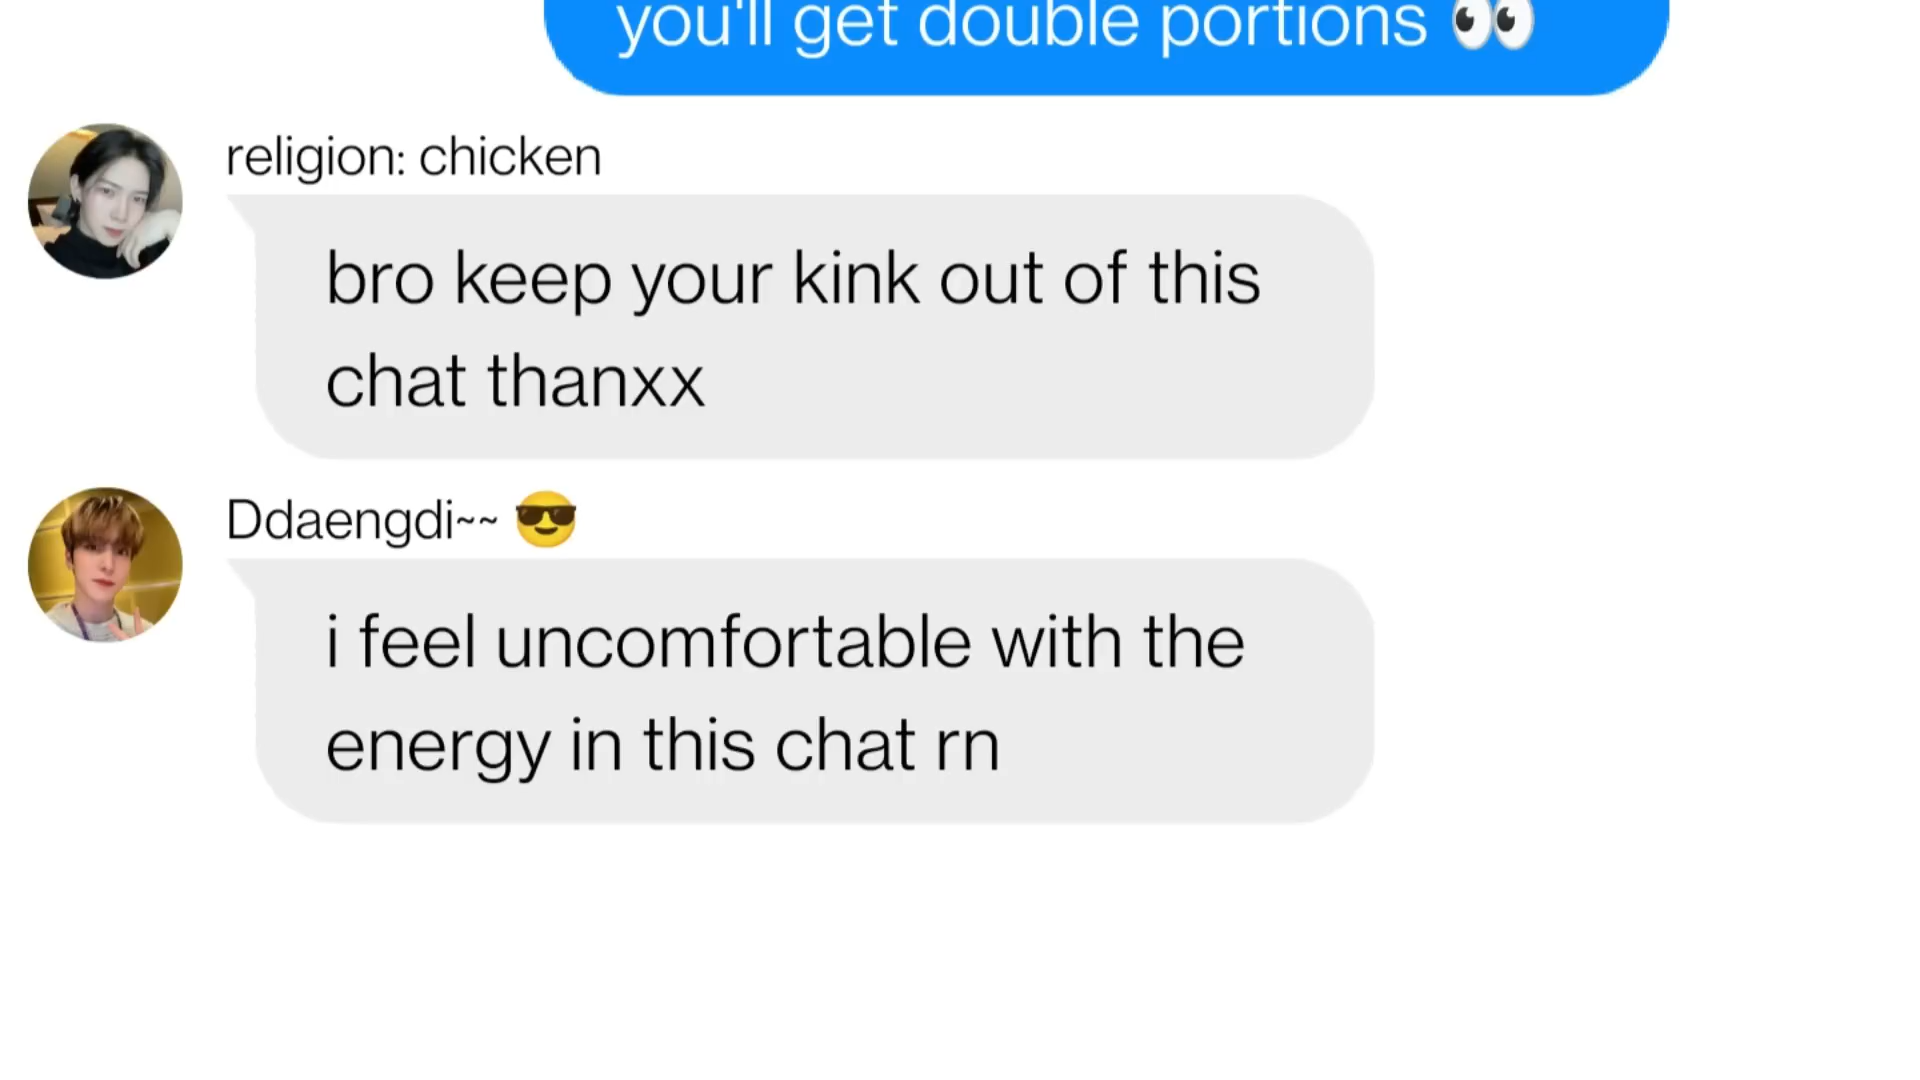 you'll get double portions 👀
religion: chicken
bro keep your kink out of this
chat thanxx
Ddaengdi~~ 😎
i feel uncomfortable with the
energy in this chat rn